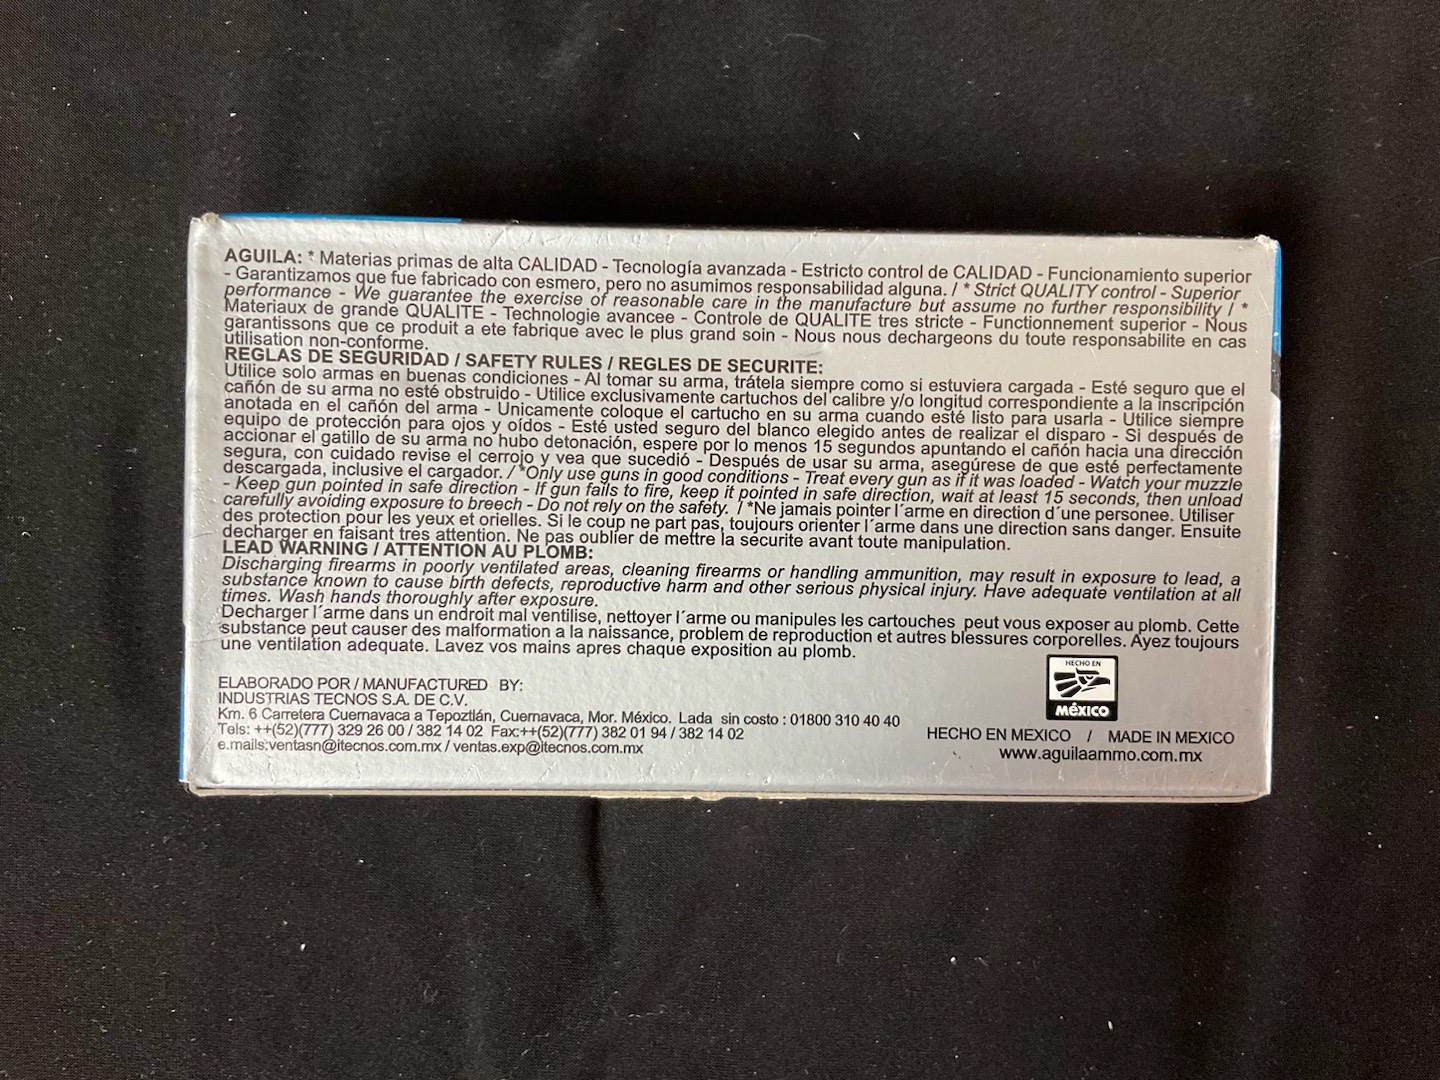 AGUILA: * Materias primas de alta CALIDAD - Tecnología avanzada - Estricto control de CALIDAD - Funcionamiento superior
- Garantizamos que fue fabricado con esmero, pero no asumimos responsabilidad alguna. / * Strict QUALITY control - Superior
performance - We guarantee the exercise of reasonable care in the manufacture but assume no further responsibility / *
Materiaux de grande QUALITE - Technologie avancee - Controle de QUALITE tres stricte - Functionnement superior - Nous
garantissons que ce produit a ete fabrique avec le plus grand soin - Nous nous dechargeons du toute responsabilite en cas
utilisation non-conforme.
REGLAS DE SEGURIDAD / SAFETY RULES / REGLES DE SECURITE:
Utilice solo armas en buenas condiciones - Al tomar su arma, trátela siempre como si estuviera cargada - Esté seguro que el
cañón de su arma no esté obstruido - Utilice exclusivamente cartuchos del calibre y/o longitud correspondiente a la inscripción
anotada en el cañón del arma - Unicamente coloque el cartucho en su arma cuando esté listo para usarla - Utilice siempre
equipo de protección para ojos y oídos - Esté usted seguro del blanco elegido antes de realizar el disparo - Si después de
accionar el gatillo de su arma no hubo detonación, espere por lo menos 15 segundos apuntando el cañón hacia una dirección
segura, con cuidado revise el cerrojo y vea que sucedió - Después de usar su arma, asegúrese de que esté perfectamente
descargada, inclusive el cargador. / *Only use guns in good conditions - Treat every gun as if it was loaded - Watch your muzzle
- Keep gun pointed in safe direction - If gun fails to fire, keep it pointed in safe direction, wait at least 15 seconds, then unload
carefully avoiding exposure to breech - Do not rely on the safety. / *Ne jamais pointer l´arme en direction d´une personee. Utiliser
des protection pour les yeux et orielles. Si le coup ne part pas, toujours orienter l´arme dans une direction sans danger. Ensuite
decharger en faisant très attention. Ne pas oublier de mettre la sècurite avant toute manipulation.
LEAD WARNING / ATTENTION AU PLOMB:
Discharging firearms in poorly ventilated areas, cleaning firearms or handling ammunition, may result in exposure to lead, a
substance known to cause birth defects, reproductive harm and other serious physical injury. Have adequate ventilation at all
times. Wash hands thoroughly after exposure.
Decharger l´arme dans un endroit mal ventilise, nettoyer l´arme ou manipules les cartouches peut vous exposer au plomb. Cette
substance peut causer des malformation a la naissance, problem de reproduction et autres blessures corporelles. Ayez toujours
une ventilation adequate. Lavez vos mains apres chaque exposition au plomb.
ELABORADO POR / MANUFACTURED BY:
INDUSTRIAS TECNOS S.A. DE C.V.
Km. 6 Carretera Cuernavaca a Tepoztlán, Cuernavaca, Mor. México. Lada sin costo : 01800 310 40 40
Tels: ++(52)(777) 329 26 00 / 382 14 02 Fax:++(52)(777) 382 01 94 / 382 14 02
e.mails:ventasn@itecnos.com.mx / ventas.exp@itecnos.com.mx
HECHO EN
MéXICO
HECHO EN MEXICO / MADE IN MEXICO
www.aguilaammo.com.mx